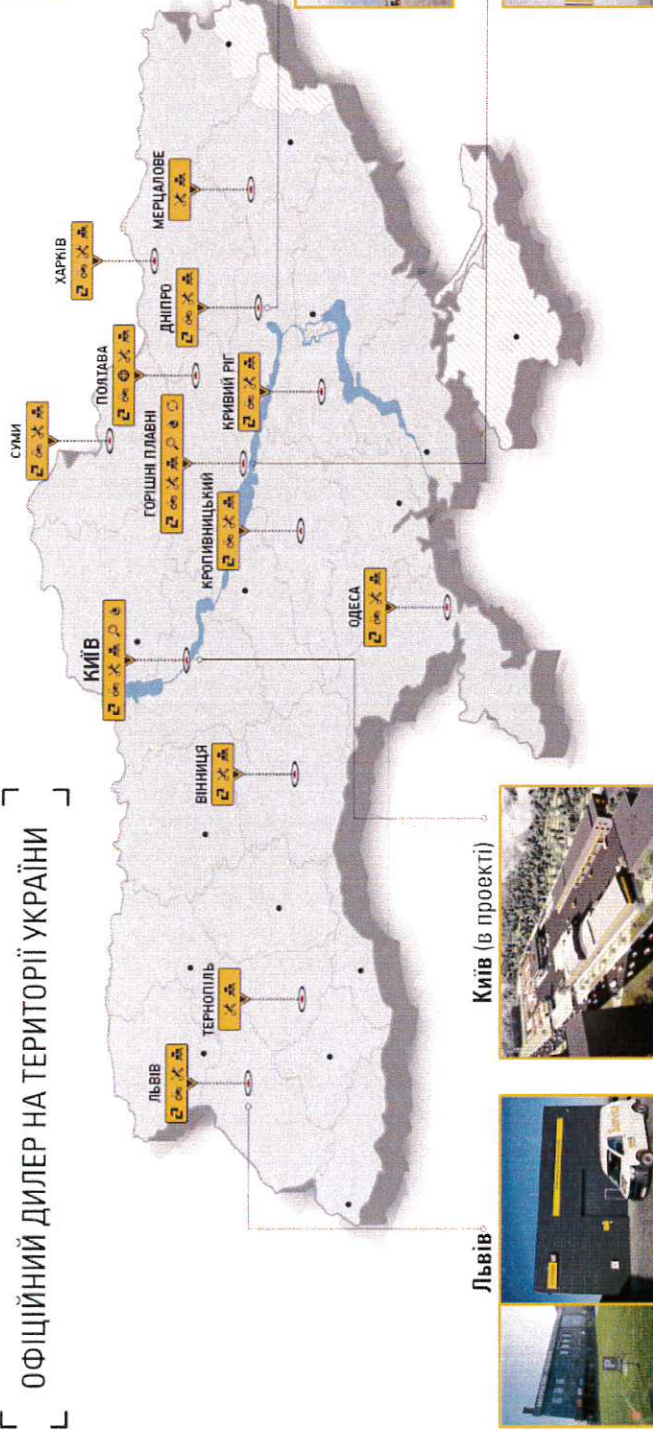 ОФІЦІЙНИЙ ДИЛЕР НА ТЕРИТОРІЇ УКРАЇНИ
ЛЬВІВ
ТЕРНОПІЛЬ
ВІННИЦЯ
КИЇВ
СУМИ
ПОЛТАВА
ХАРКІВ
ГОРІШНІ ПЛАВНІ
ДНІПРО
МЕРЦАЛОВЕ
КРОПИВНИЦЬКИЙ
КРИВИЙ РІГ
ОДЕСА
Львів
Київ (в проекті)